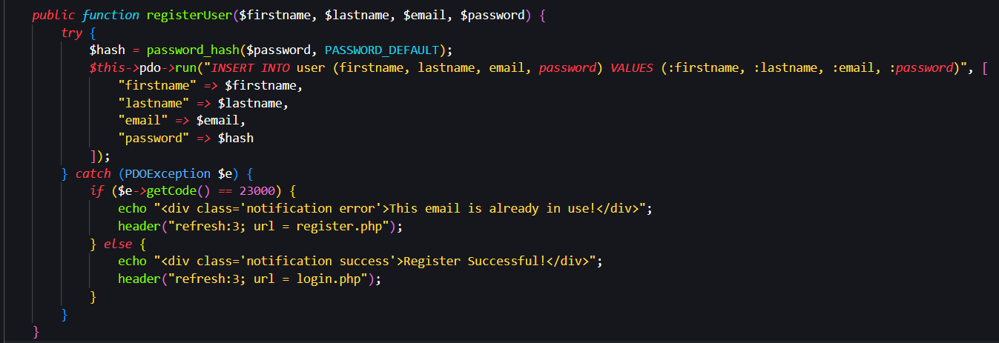 public function registerUser($firstname, $lastname, $email, $password) {
try {
$hash = password_hash($password, PASSWORD_DEFAULT);
$this->pdo->run("INSERT INTO user (firstname, lastname, email, password) VALUES (:firstname, :lastname, :email, :password)", [
"firstname" => $firstname,
"lastname" => $lastname,
"email" => $email,
"password" => $hash
]);
} catch (PDOException $e) {
if ($e->getCode() == 23000) {
echo "<div class='notification error'>This email is already in use!</div>";
header("refresh:3; url = register.php");
} else {
echo "<div class='notification success'>Register Successful!</div>";
header("refresh:3; url = login.php");
}
}
}